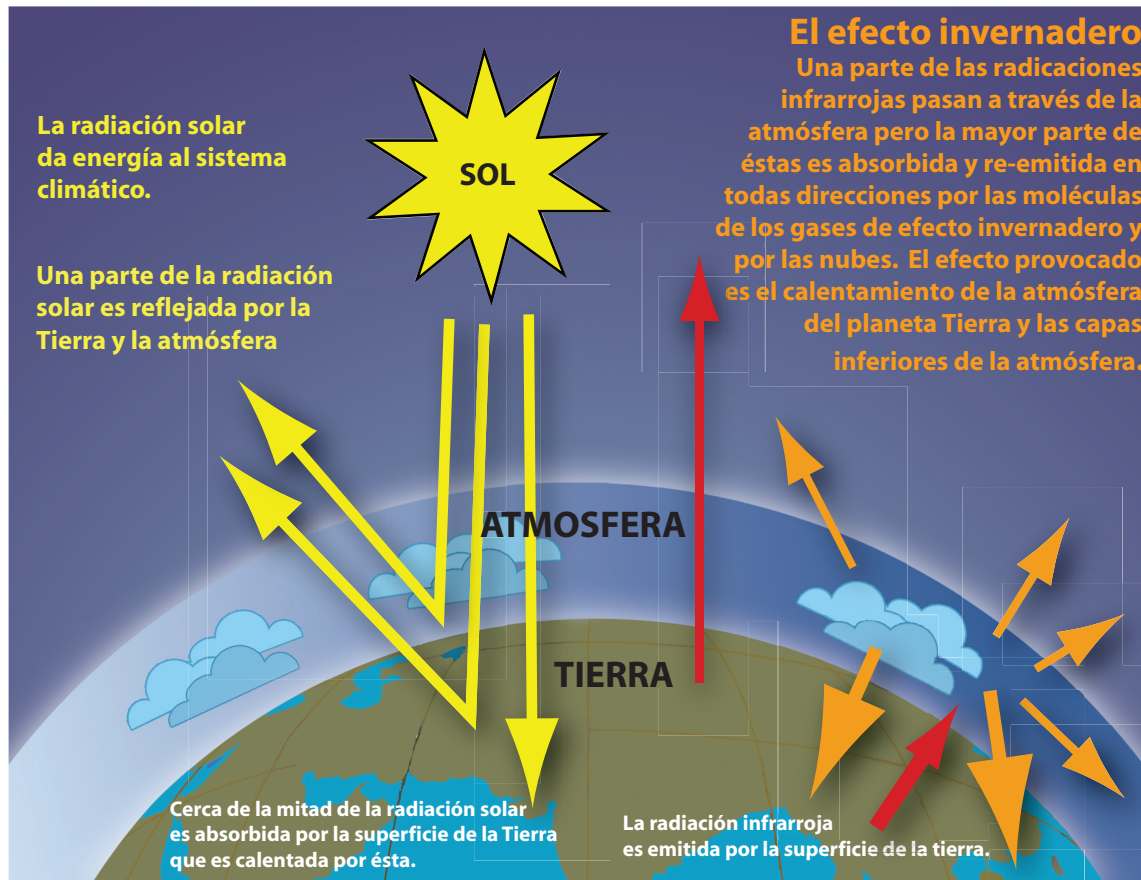 La radiación solar
da energía al sistema
climático.
Una parte de la radiación
solar es reflejada por la
Tierra y la atmósfera
SOL
El efecto invernadero
Una parte de las radicaciones
infrarrojas pasan a través de la
atmósfera pero la mayor parte de
éstas es absorbida y re-emitida en
todas direcciones por las moléculas
de los gases de efecto invernadero y
por las nubes. El efecto provocado
es el calentamiento de la atmósfera
del planeta Tierra y las capas
inferiores de la atmósfera.
ATMOSFERA
TIERRA
Cerca de la mitad de la radiación solar
es absorbida por la superficie de la Tierra
que es calentada por ésta.
La radiación infrarroja
es emitida por la superficie de la tierra.